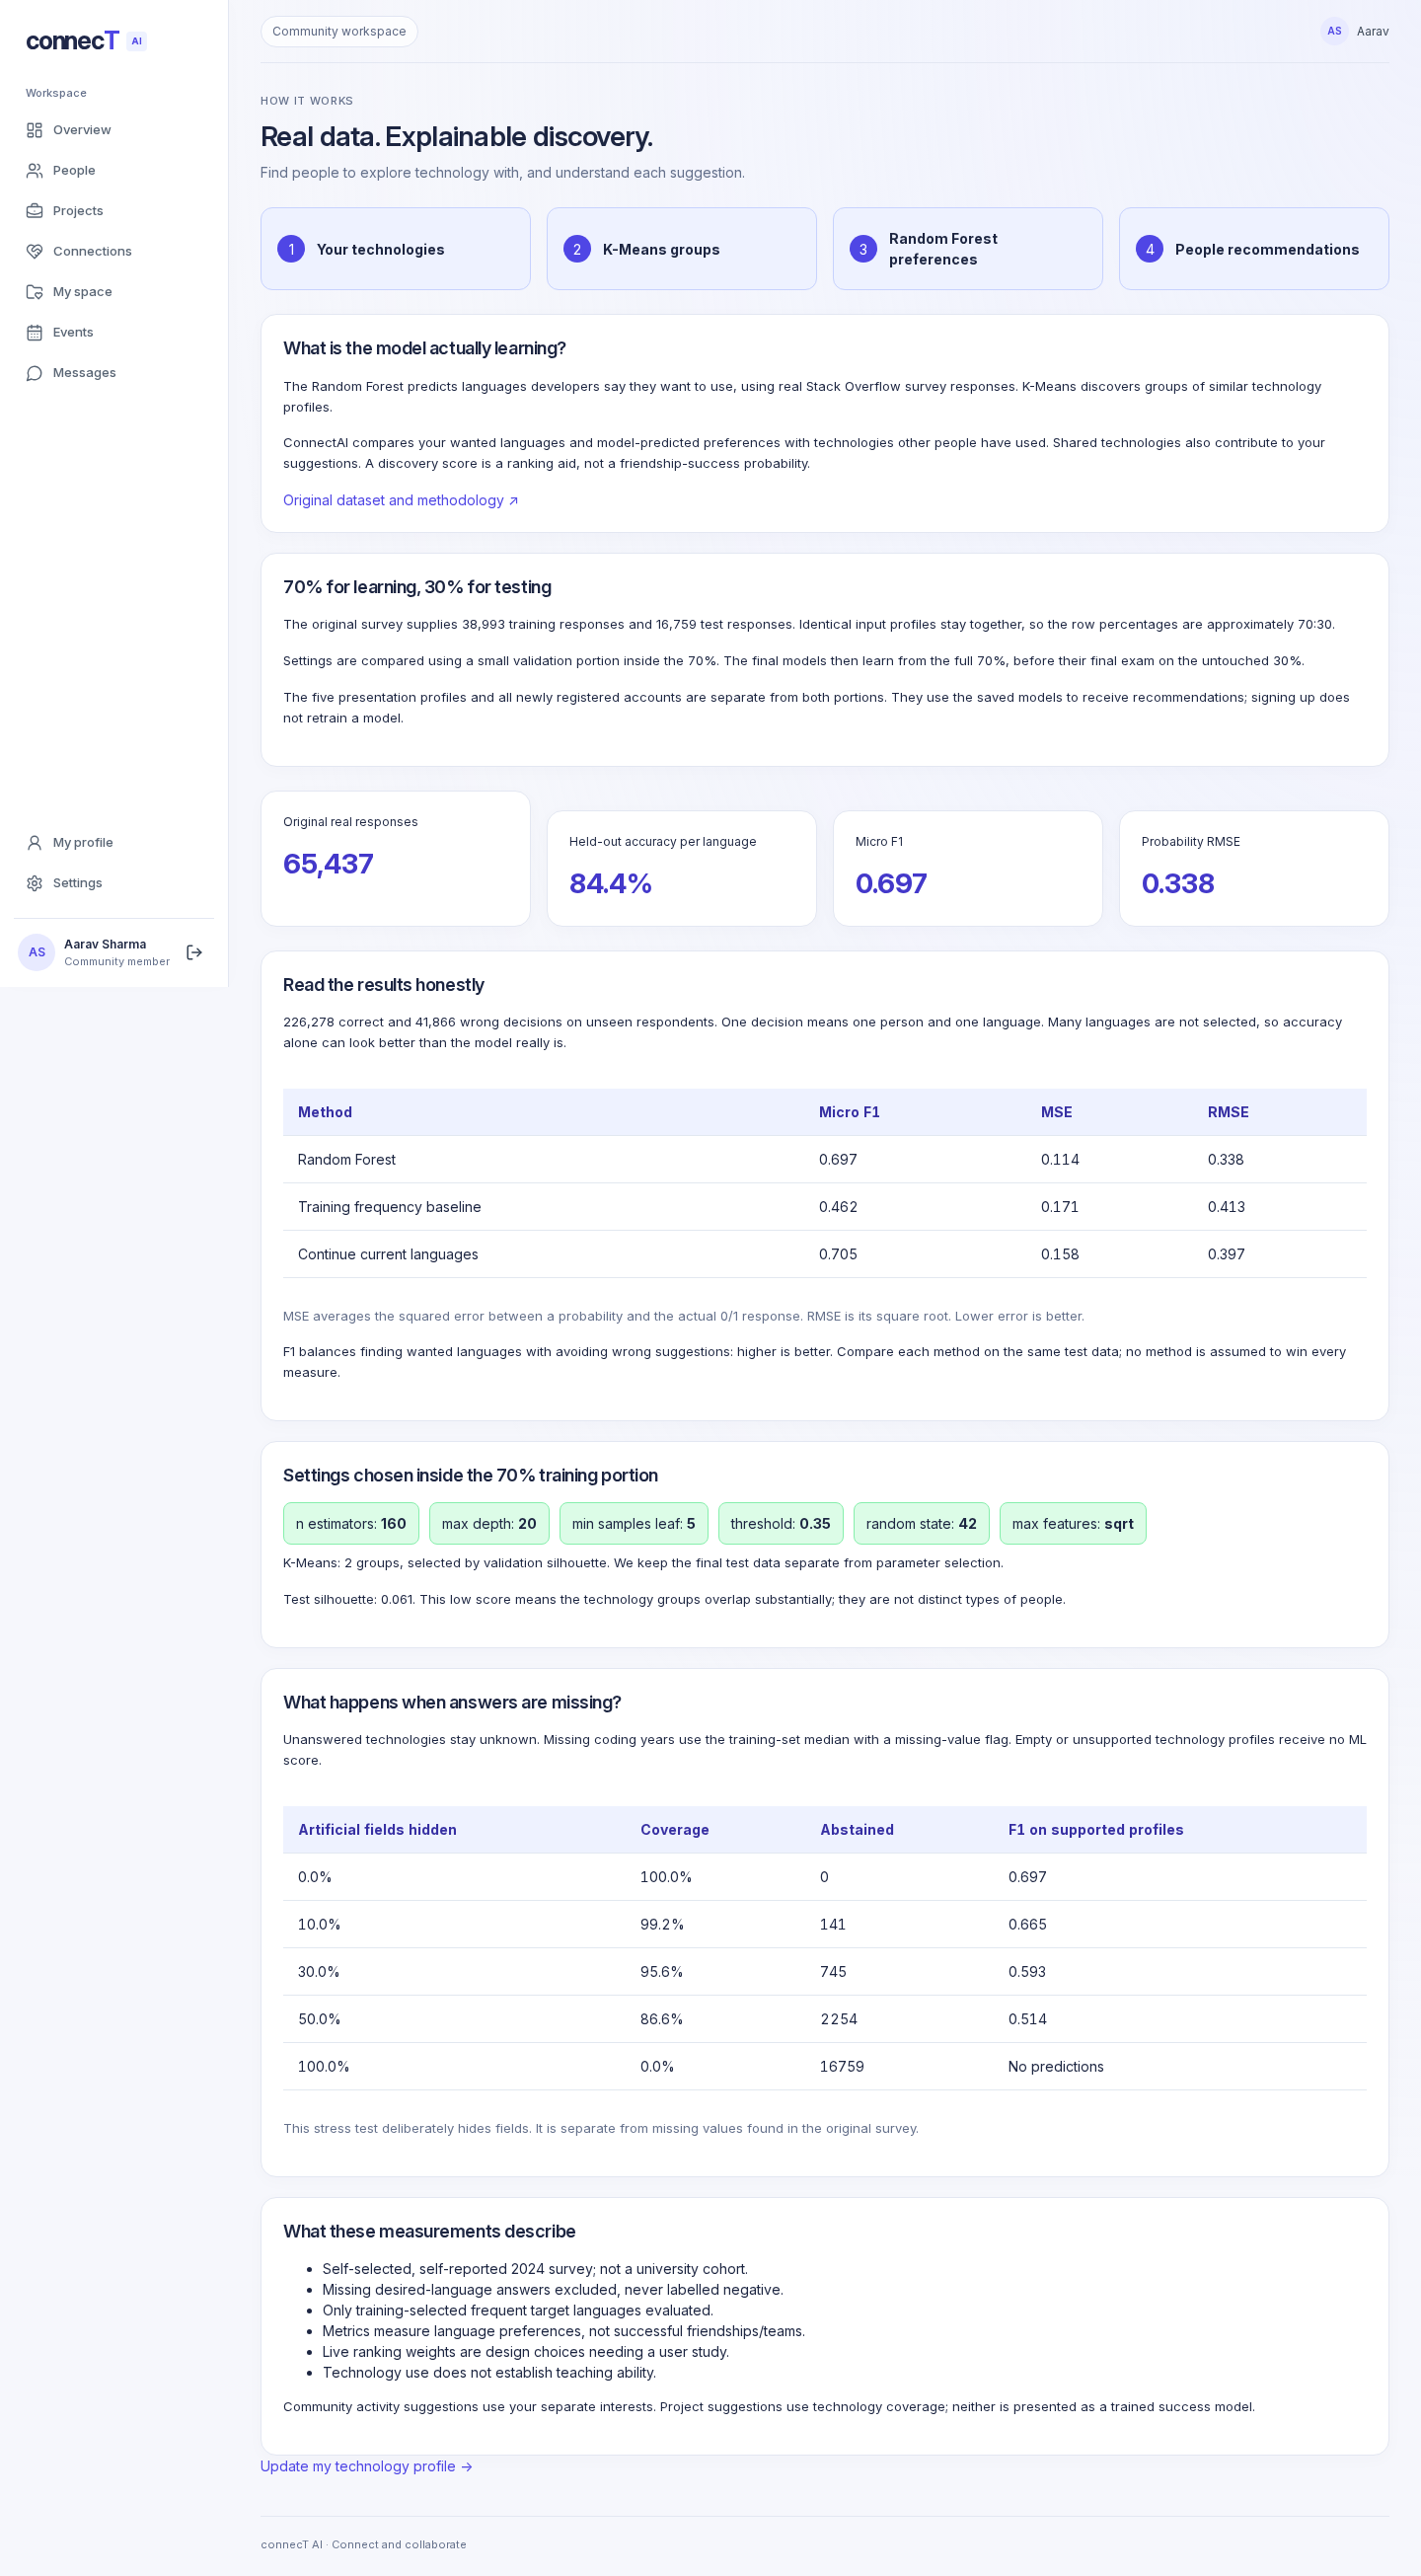 connecT AI
Workspace
Overview
People
Projects
Connections
My space
Events
Messages
My profile
Settings
AS
Aarav Sharma
Community member
Community workspace
AS Aarav
HOW IT WORKS
Real data. Explainable discovery.
Find people to explore technology with, and understand each suggestion.
1 Your technologies
2 K-Means groups
3 Random Forest
preferences
4 People recommendations
What is the model actually learning?
The Random Forest predicts languages developers say they want to use, using real Stack Overflow survey responses. K-Means discovers groups of similar technology
profiles.
ConnectAI compares your wanted languages and model-predicted preferences with technologies other people have used. Shared technologies also contribute to your
suggestions. A discovery score is a ranking aid, not a friendship-success probability.
Original dataset and methodology ↗
70% for learning, 30% for testing
The original survey supplies 38,993 training responses and 16,759 test responses. Identical input profiles stay together, so the row percentages are approximately 70:30.
Settings are compared using a small validation portion inside the 70%. The final models then learn from the full 70%, before their final exam on the untouched 30%.
The five presentation profiles and all newly registered accounts are separate from both portions. They use the saved models to receive recommendations; signing up does
not retrain a model.
Original real responses
65,437
Held-out accuracy per language
84.4%
Micro F1
0.697
Probability RMSE
0.338
Read the results honestly
226,278 correct and 41,866 wrong decisions on unseen respondents. One decision means one person and one language. Many languages are not selected, so accuracy
alone can look better than the model really is.
Method Micro F1 MSE RMSE
Random Forest 0.697 0.114 0.338
Training frequency baseline 0.462 0.171 0.413
Continue current languages 0.705 0.158 0.397
MSE averages the squared error between a probability and the actual 0/1 response. RMSE is its square root. Lower error is better.
F1 balances finding wanted languages with avoiding wrong suggestions: higher is better. Compare each method on the same test data; no method is assumed to win every
measure.
Settings chosen inside the 70% training portion
n estimators: 160 max depth: 20 min samples leaf: 5 threshold: 0.35 random state: 42 max features: sqrt
K-Means: 2 groups, selected by validation silhouette. We keep the final test data separate from parameter selection.
Test silhouette: 0.061. This low score means the technology groups overlap substantially; they are not distinct types of people.
What happens when answers are missing?
Unanswered technologies stay unknown. Missing coding years use the training-set median with a missing-value flag. Empty or unsupported technology profiles receive no ML
score.
Artificial fields hidden Coverage Abstained F1 on supported profiles
0.0% 100.0% 0 0.697
10.0% 99.2% 141 0.665
30.0% 95.6% 745 0.593
50.0% 86.6% 2254 0.514
100.0% 0.0% 16759 No predictions
This stress test deliberately hides fields. It is separate from missing values found in the original survey.
What these measurements describe
• Self-selected, self-reported 2024 survey; not a university cohort.
• Missing desired-language answers excluded, never labelled negative.
• Only training-selected frequent target languages evaluated.
• Metrics measure language preferences, not successful friendships/teams.
• Live ranking weights are design choices needing a user study.
• Technology use does not establish teaching ability.
Community activity suggestions use your separate interests. Project suggestions use technology coverage; neither is presented as a trained success model.
Update my technology profile →
connecT AI · Connect and collaborate